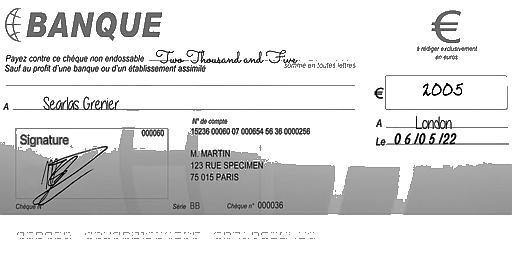 BANQUE
€
à rédiger exclusivement
en euros
Payez contre ce chèque non endossable Two Thousand and Five
Sauf au profit d'une banque ou d'un établissement assimilé
somme en toutes lettres
€ 2005
A Searlas Grenier
A London
Le 06/05/22
Signature
000060
N° de compte
15236 00060 07 000654 56 36 0000256
M. MARTIN
123 RUE SPECIMEN
75 015 PARIS
Chèque N°
Série BB
Chèque n° 000036